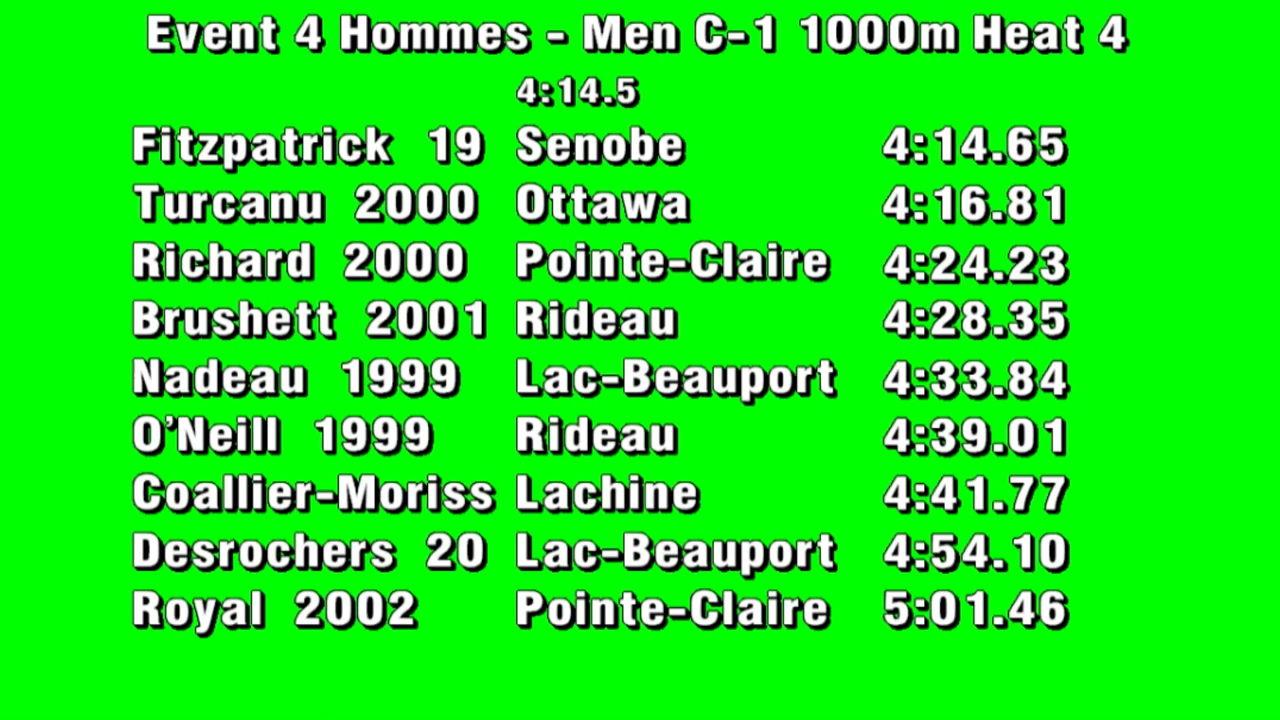 Event 4 Hommes - Men C-1 1000m Heat 4
4:14.5
Fitzpatrick 19 Senobe 4:14.65
Turcanu 2000 Ottawa 4:16.81
Richard 2000 Pointe-Claire 4:24.23
Brushett 2001 Rideau 4:28.35
Nadeau 1999 Lac-Beauport 4:33.84
O’Neill 1999 Rideau 4:39.01
Coallier-Moriss Lachine 4:41.77
Desrochers 20 Lac-Beauport 4:54.10
Royal 2002 Pointe-Claire 5:01.46